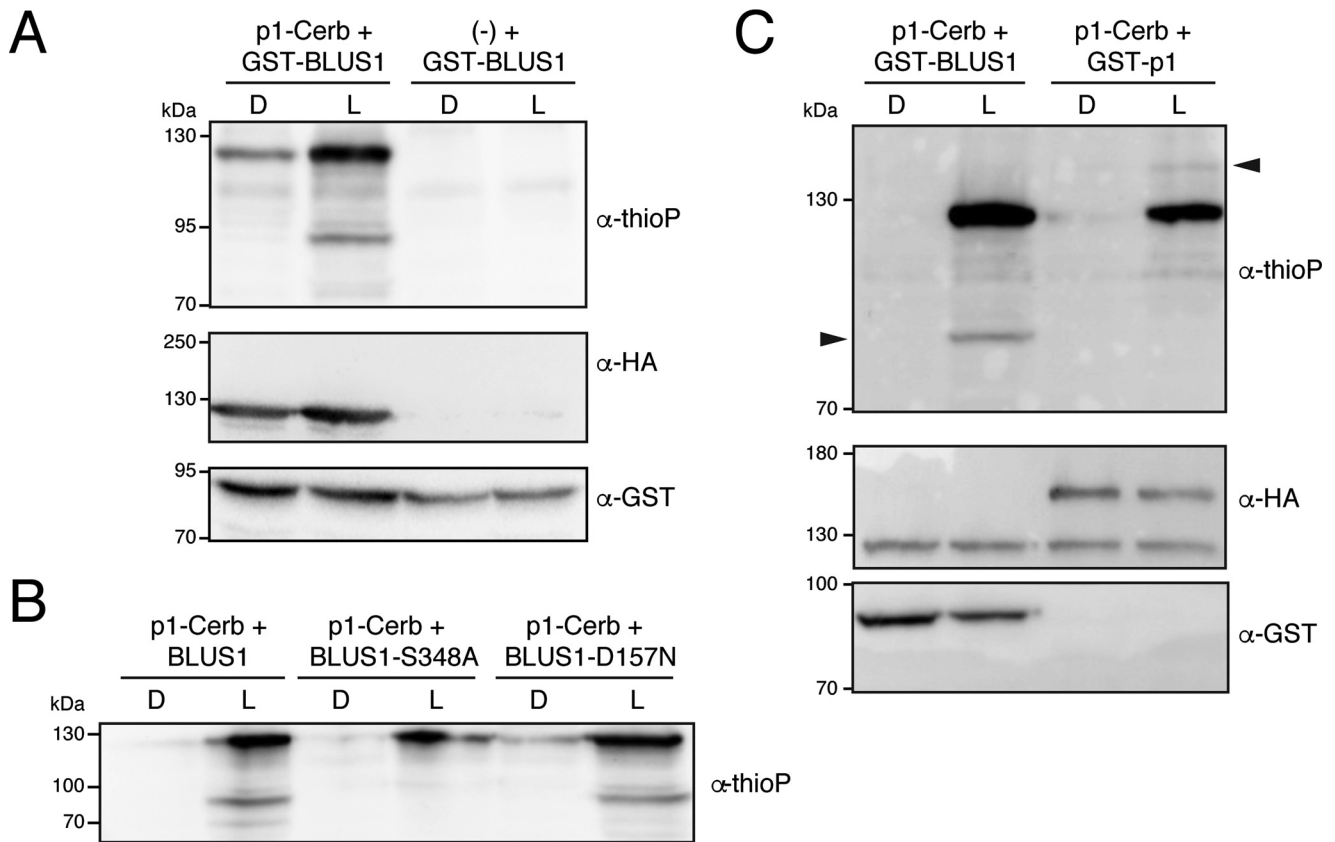 A
p1-Cerb +
GST-BLUS1
(-) +
GST-BLUS1
kDa
D
L
D
L
130
95
70
α-thioP
250
130
α-HA
95
70
α-GST
B
p1-Cerb +
BLUS1
p1-Cerb +
BLUS1-S348A
p1-Cerb +
BLUS1-D157N
kDa
D
L
D
L
D
L
130
100
70
α-thioP
C
p1-Cerb +
GST-BLUS1
p1-Cerb +
GST-p1
kDa
D
L
D
L
130
70
α-thioP
180
130
α-HA
100
70
α-GST